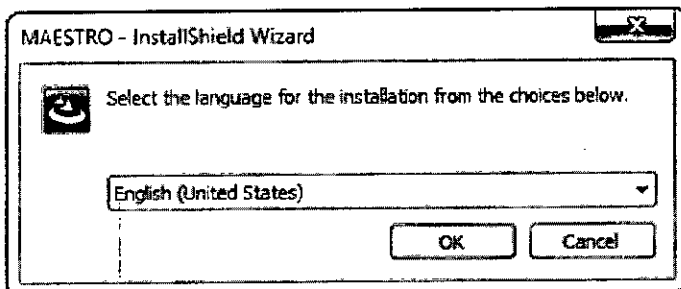 MAESTRO - InstallShield Wizard
Select the language for the installation from the choices below.
English (United States)
OK
Cancel